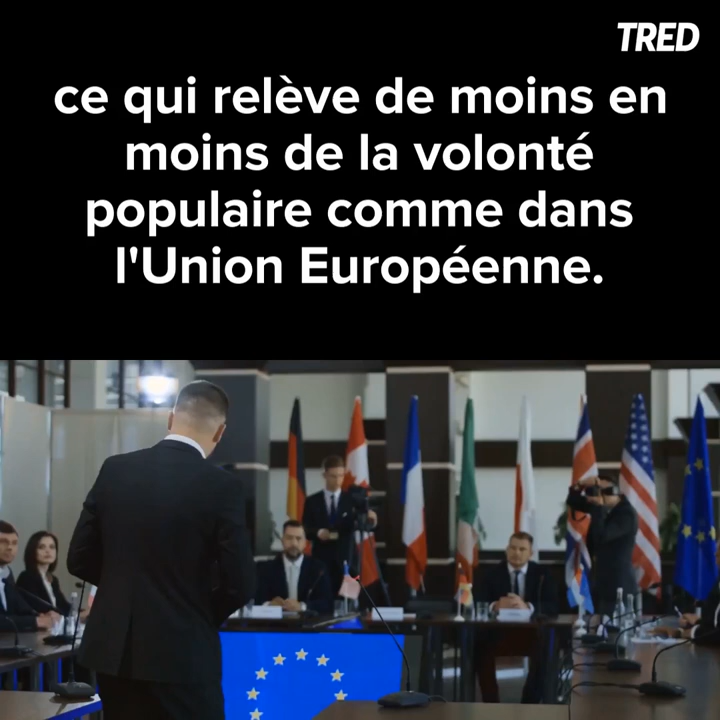 TRED
ce qui relève de moins en
moins de la volonté
populaire comme dans
l'Union Européenne.